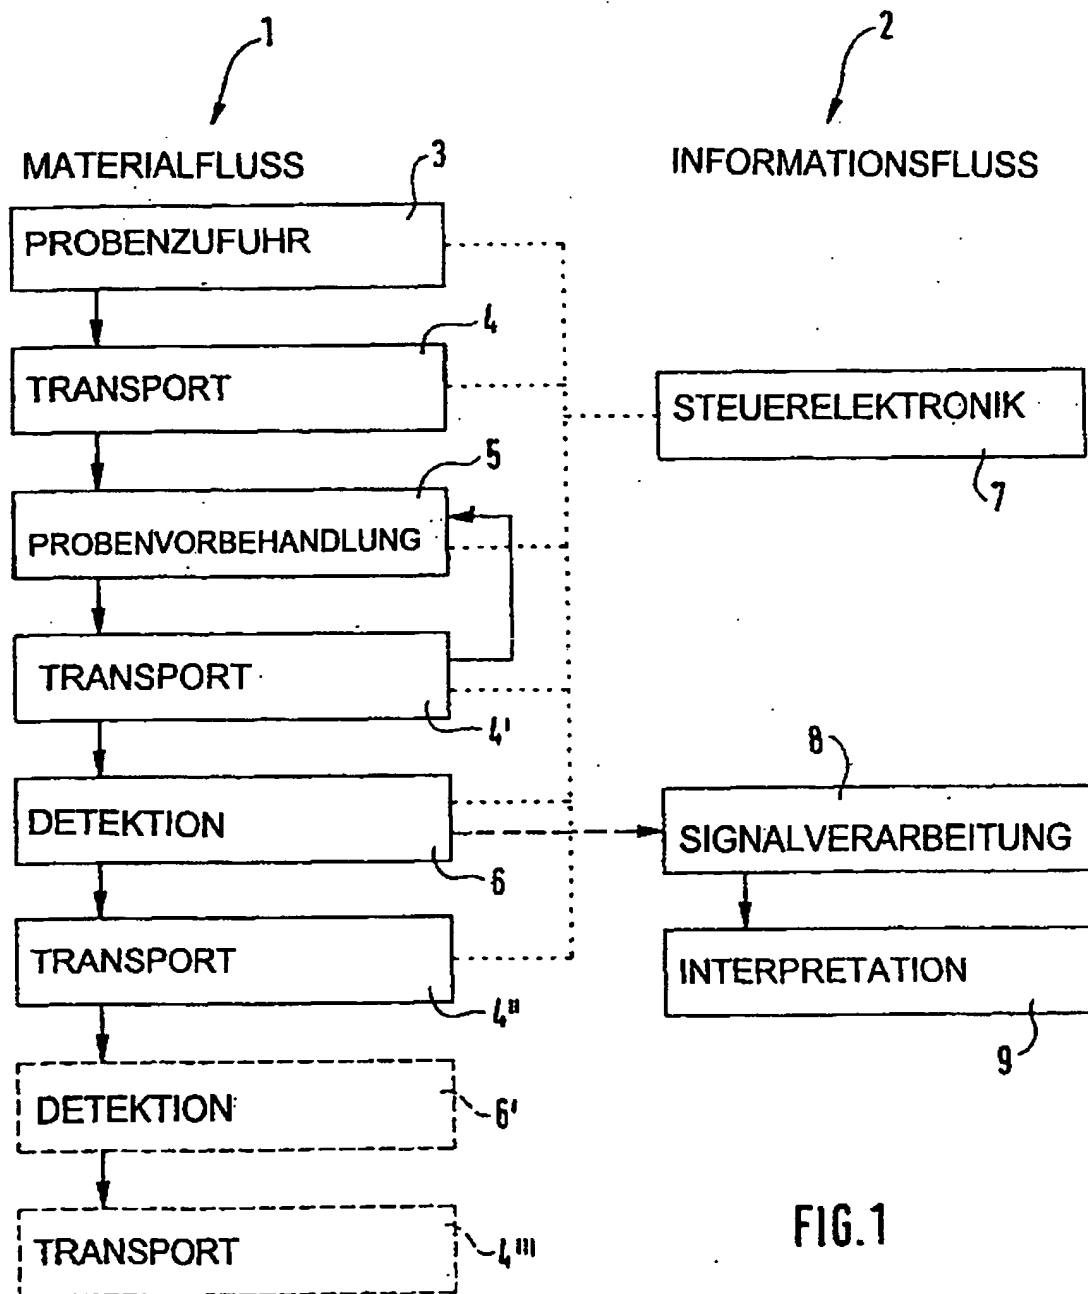 1
2
MATERIALFLUSS
INFORMATIONSFLUSS
3
PROBENZUFUHR
4
TRANSPORT
STEUERELEKTRONIK
7
5
PROBENVORBEHANDLUNG
TRANSPORT
4'
8
DETEKTION
SIGNALVERARBEITUNG
6
TRANSPORT
INTERPRETATION
4''
9
DETEKTION
6'
TRANSPORT
4'''
FIG.1